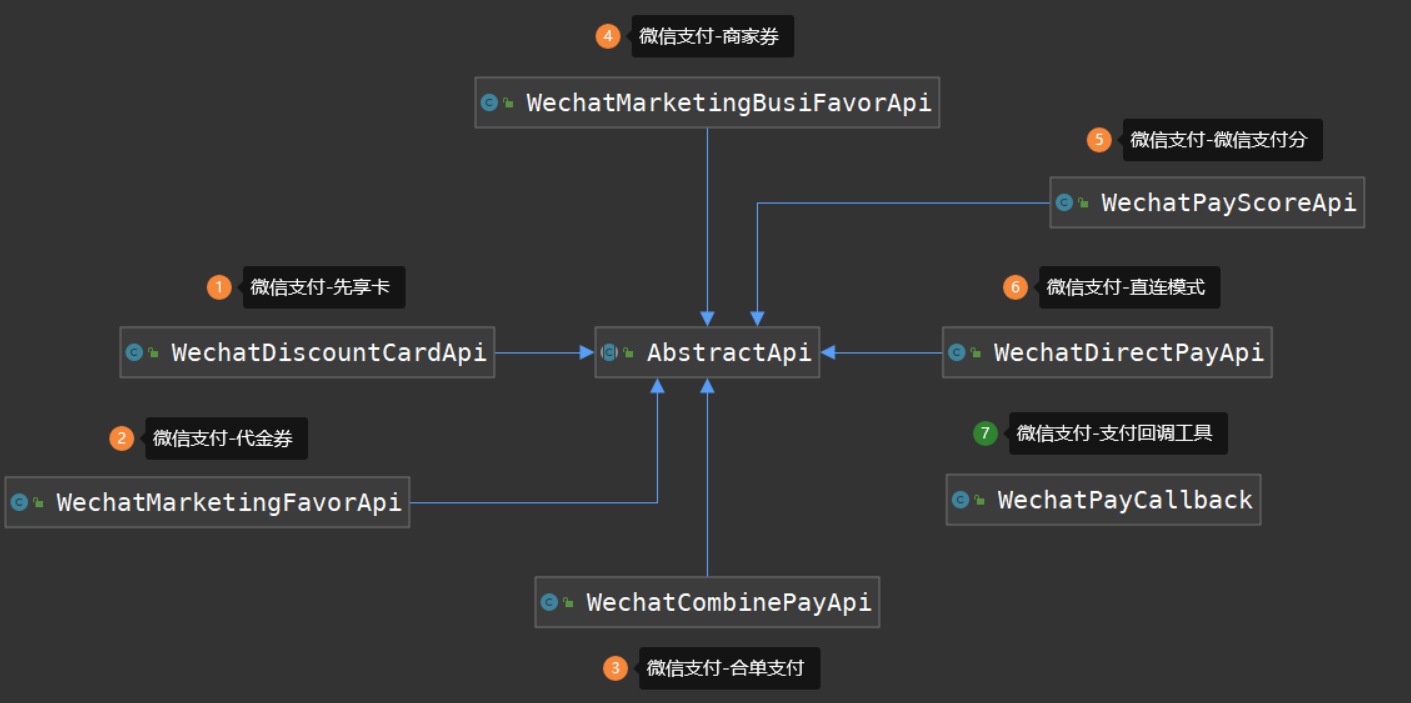 4 微信支付-商家券
WechatMarketingBusiFavorApi
5 微信支付-微信支付分
WechatPayScoreApi
1 微信支付-先享卡
6 微信支付-直连模式
WechatDiscountCardApi
AbstractApi
WechatDirectPayApi
2 微信支付-代金券
7 微信支付-支付回调工具
WechatMarketingFavorApi
WechatPayCallback
WechatCombinePayApi
3 微信支付-合单支付